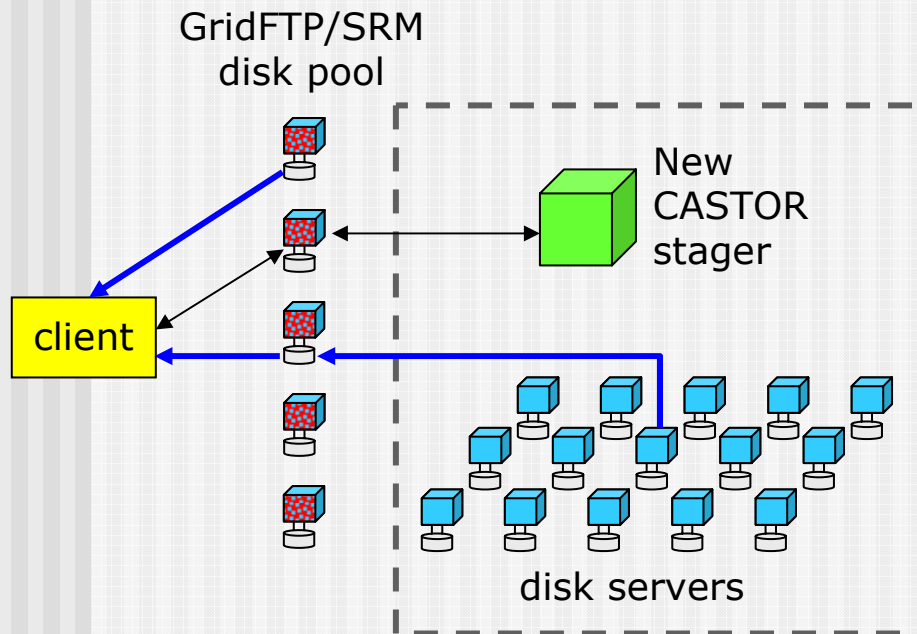 GridFTP/SRM
disk pool
New
CASTOR
stager
client
disk servers